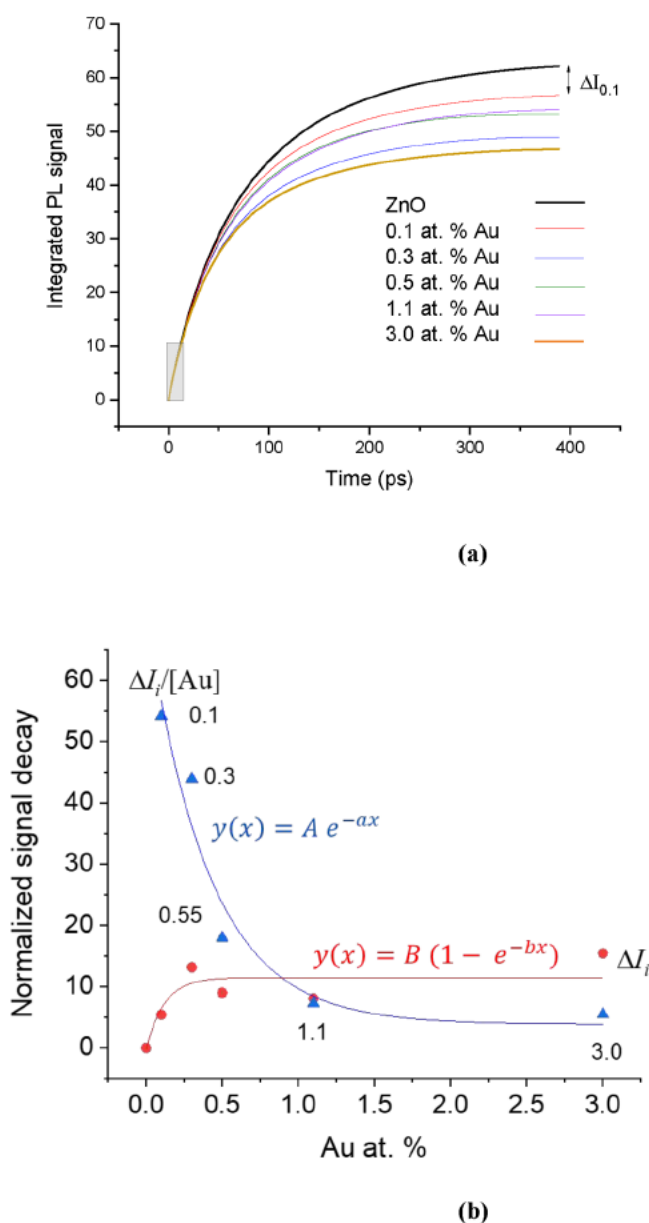 70
60
50
40
30
20
10
0
Integrated PL signal
ΔI0.1
ZnO
0.1 at. % Au
0.3 at. % Au
0.5 at. % Au
1.1 at. % Au
3.0 at. % Au
0 100 200 300 400
Time (ps)
(a)
60
50
40
30
20
10
0
Normalized signal decay
ΔIi/[Au]
0.1
0.3
y(x) = A e^-ax
0.55
y(x) = B (1 − e^-bx)
ΔIi
1.1
3.0
0.0 0.5 1.0 1.5 2.0 2.5 3.0
Au at. %
(b)